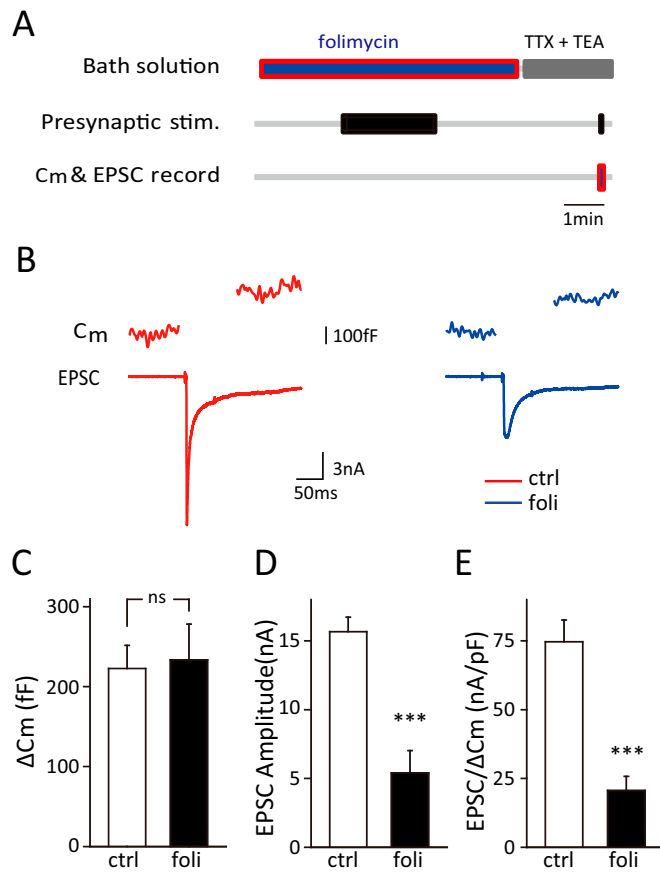 A
folimycin
TTX + TEA
Bath solution
Presynaptic stim.
Cm & EPSC record
1min
B
Cm
100fF
EPSC
3nA
50ms
ctrl
foli
C
D
E
ns
300
200
100
0
ΔCm (fF)
ctrl
foli
15
10
5
0
EPSC Amplitude(nA)
***
ctrl
foli
75
50
25
0
EPSC/ΔCm (nA/pF)
***
ctrl
foli